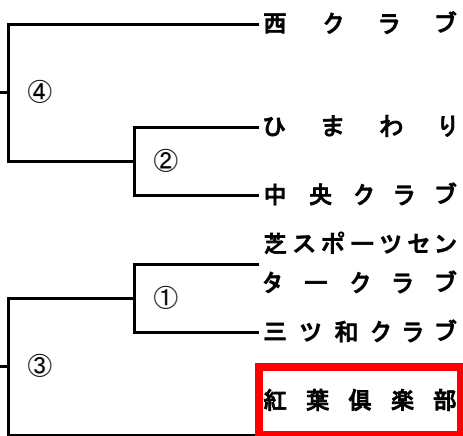 西クラブ
④
ひまわり
②
中央クラブ
芝スポーツセン
タークラブ
①
三ツ和クラブ
③
紅葉倶楽部